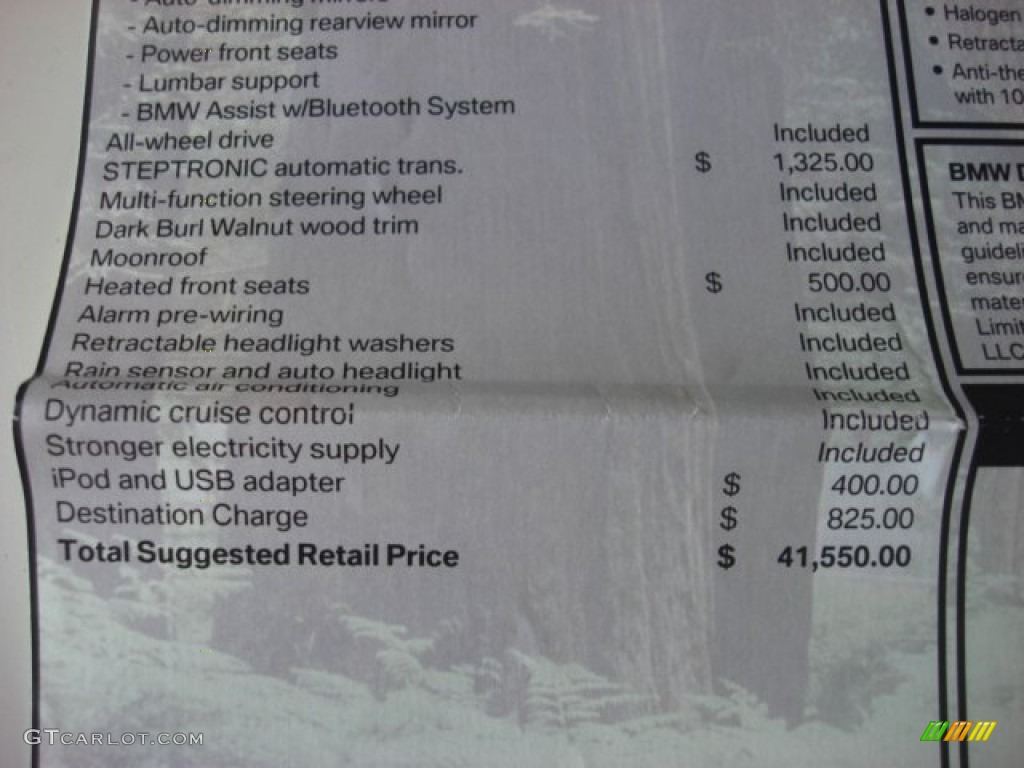 - Auto-dimming mirrors
- Auto-dimming rearview mirror
- Power front seats
- Lumbar support
- BMW Assist w/Bluetooth System
All-wheel drive Included
STEPTRONIC automatic trans. $ 1,325.00
Multi-function steering wheel Included
Dark Burl Walnut wood trim Included
Moonroof Included
Heated front seats $ 500.00
Alarm pre-wiring Included
Retractable headlight washers Included
Rain sensor and auto headlight Included
Automatic air conditioning Included
Dynamic cruise control Included
Stronger electricity supply Included
iPod and USB adapter $ 400.00
Destination Charge $ 825.00
Total Suggested Retail Price $ 41,550.00
• Halogen
• Retracta
• Anti-the
with 10
BMW D
This BM
and ma
guideli
ensur
mate
Limit
LLC
GTCARLOT.COM